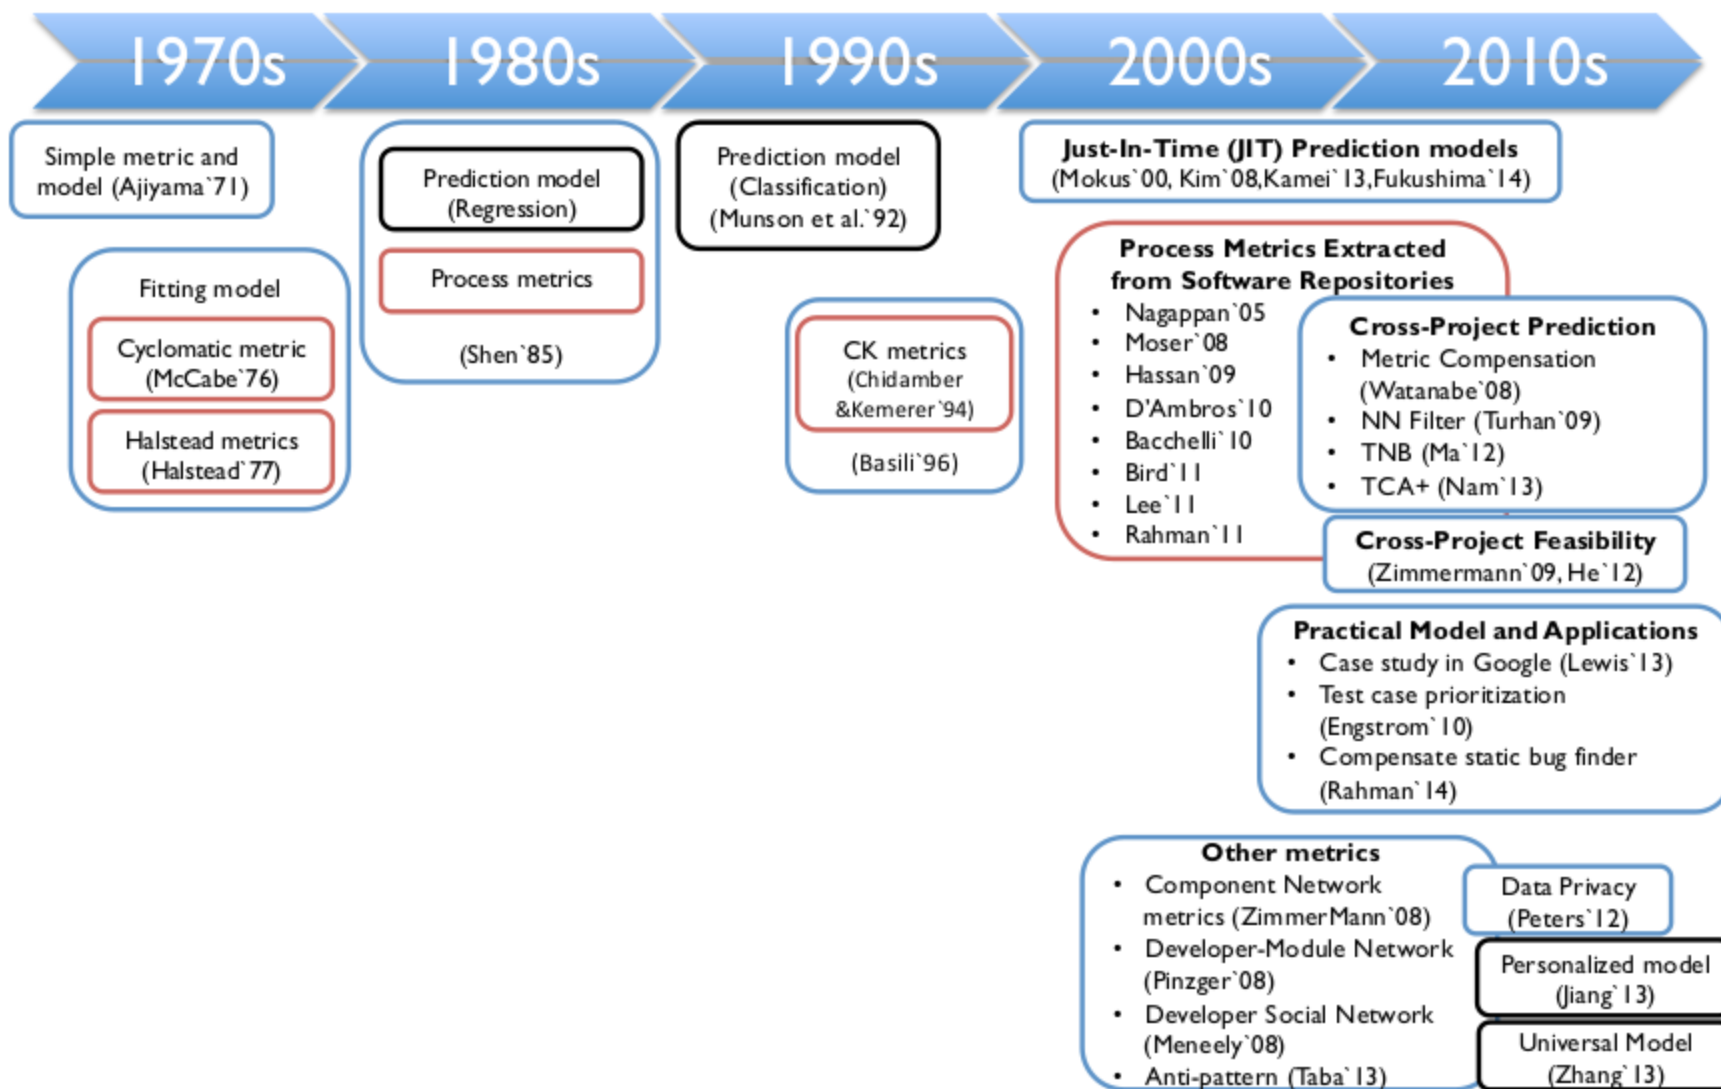 1970s
1980s
1990s
2000s
2010s
Simple metric and
model (Ajiyama`71)
Fitting model
Cyclomatic metric
(McCabe`76)
Halstead metrics
(Halstead`77)
Prediction model
(Regression)
Process metrics
(Shen`85)
Prediction model
(Classification)
(Munson et al.`92)
CK metrics
(Chidamber
&Kemerer`94)
(Basili`96)
Just-In-Time (JIT) Prediction models
(Mokus`00, Kim`08,Kamei`13,Fukushima`14)
Process Metrics Extracted
from Software Repositories
• Nagappan`05
• Moser`08
• Hassan`09
• D'Ambros`10
• Bacchelli`10
• Bird`11
• Lee`11
• Rahman`11
Cross-Project Prediction
• Metric Compensation
(Watanabe`08)
• NN Filter (Turhan`09)
• TNB (Ma`12)
• TCA+ (Nam`13)
Cross-Project Feasibility
(Zimmermann`09, He`12)
Practical Model and Applications
• Case study in Google (Lewis`13)
• Test case prioritization
(Engstrom`10)
• Compensate static bug finder
(Rahman`14)
Other metrics
• Component Network
metrics (ZimmerMann`08)
• Developer-Module Network
(Pinzger`08)
• Developer Social Network
(Meneely`08)
• Anti-pattern (Taba`13)
Data Privacy
(Peters`12)
Personalized model
(Jiang`13)
Universal Model
(Zhang`13)